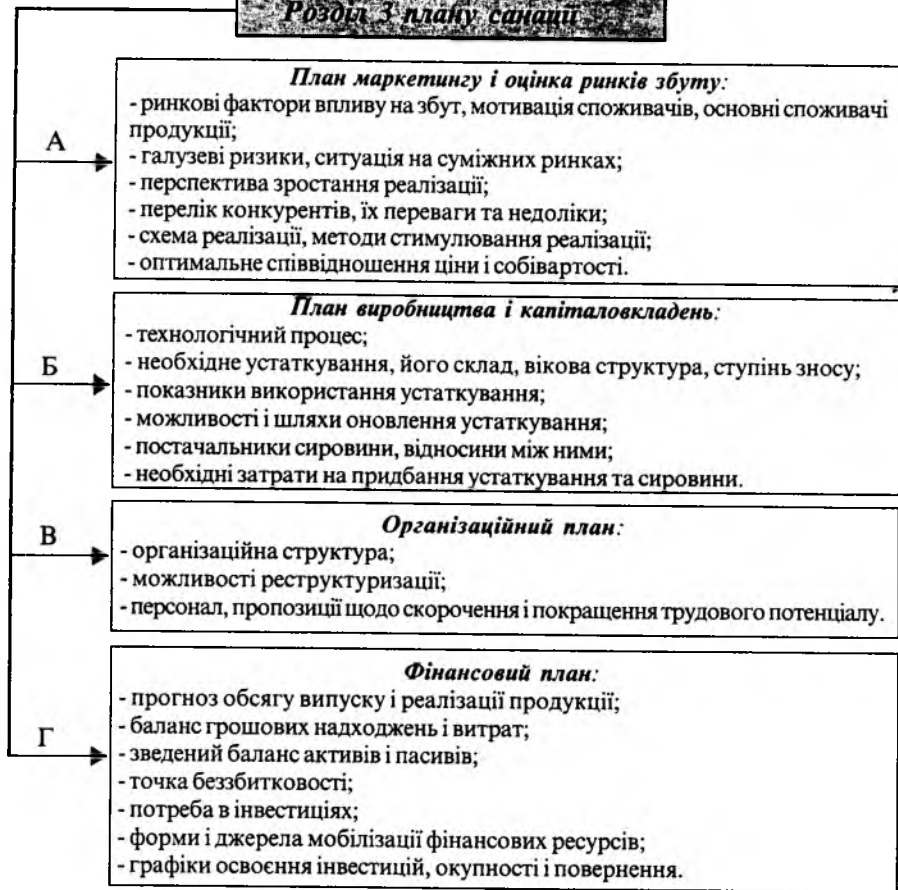 Розділ 3 плану санації
План маркетингу і оцінка ринків збуту:
- ринкові фактори впливу на збут, мотивація споживачів, основні споживачі
продукції;
А
- галузеві ризики, ситуація на суміжних ринках;
- перспектива зростання реалізації;
- перелік конкурентів, їх переваги та недоліки;
- схема реалізації, методи стимулювання реалізації;
- оптимальне співвідношення ціни і собівартості.
План виробництва і капіталовкладень:
- технологічний процес;
Б
- необхідне устаткування, його склад, вікова структура, ступінь зносу;
- показники використання устаткування;
- можливості і шляхи оновлення устаткування;
- постачальники сировини, відносини між ними;
- необхідні затрати на придбання устаткування та сировини.
Організаційний план:
В
- організаційна структура;
- можливості реструктуризації;
- персонал, пропозиції щодо скорочення і покращення трудового потенціалу.
Фінансовий план:
- прогноз обсягу випуску і реалізації продукції;
- баланс грошових надходжень і витрат;
Г
- зведений баланс активів і пасивів;
- точка беззбитковості;
- потреба в інвестиціях;
- форми і джерела мобілізації фінансових ресурсів;
- графіки освоєння інвестицій, окупності і повернення.